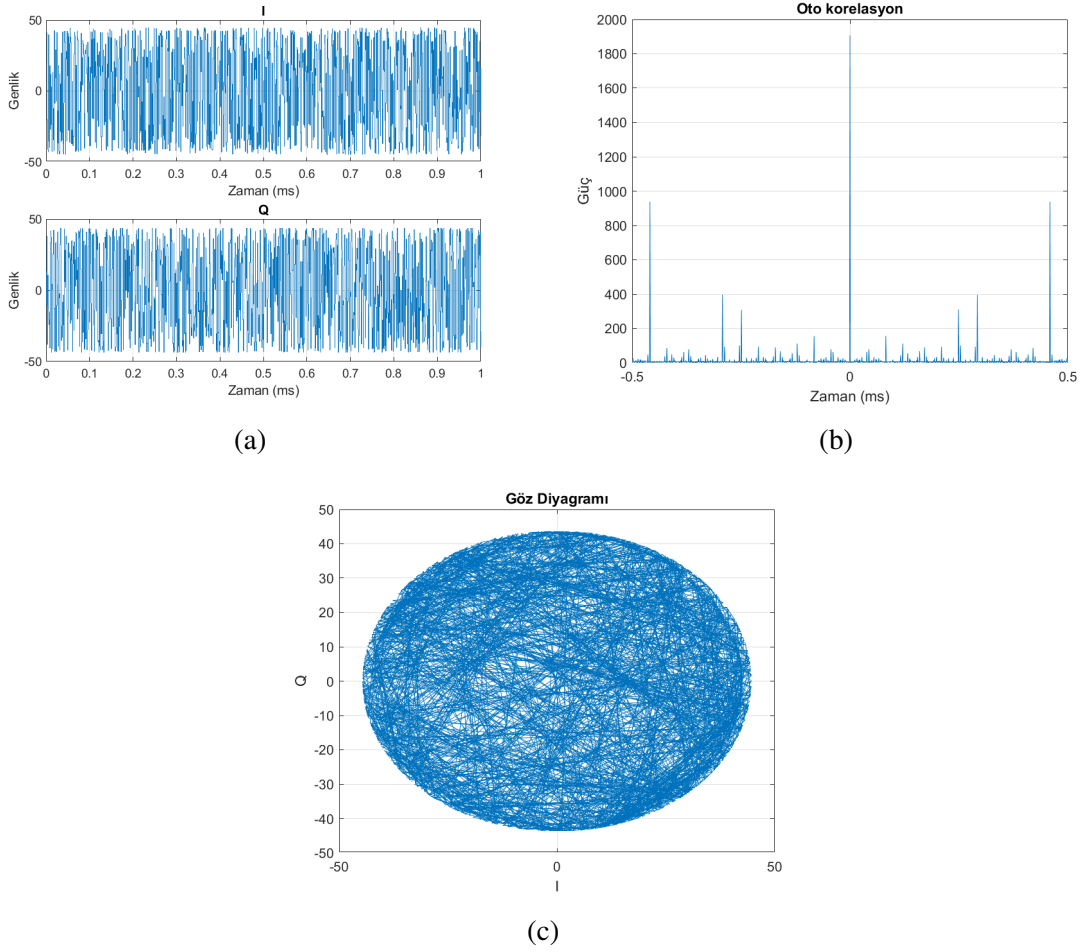 I
50
0
-50
Genlik
0 0.1 0.2 0.3 0.4 0.5 0.6 0.7 0.8 0.9 1
Zaman (ms)
Q
50
0
-50
Genlik
0 0.1 0.2 0.3 0.4 0.5 0.6 0.7 0.8 0.9 1
Zaman (ms)
(a)
Oto korelasyon
2000
1800
1600
1400
1200
1000
800
600
400
200
0
Güç
-0.5 0 0.5
Zaman (ms)
(b)
Göz Diyagramı
50
40
30
20
10
0
-10
-20
-30
-40
-50
Q
-50 0 50
I
(c)